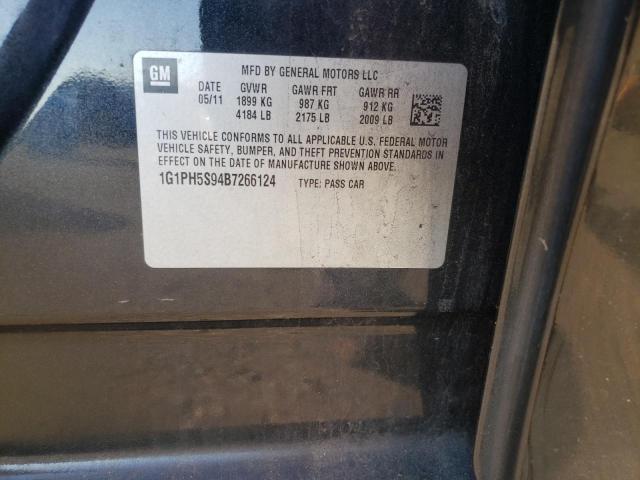 GM
MFD BY GENERAL MOTORS LLC
DATE GVWR GAWR FRT GAWR RR
05/11 1899 KG 987 KG 912 KG
4184 LB 2175 LB 2009 LB
THIS VEHICLE CONFORMS TO ALL APPLICABLE U.S. FEDERAL MOTOR
VEHICLE SAFETY, BUMPER, AND THEFT PREVENTION STANDARDS IN
EFFECT ON THE DATE OF MANUFACTURE SHOWN ABOVE.
1G1PH5S94B7266124 TYPE: PASS CAR